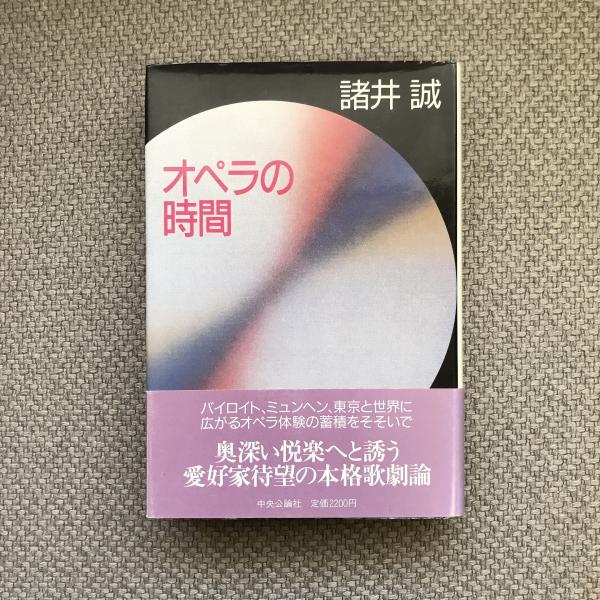 諸井 誠
オペラの
時間
バイロイト、ミュンヘン、東京と世界に
広がるオペラ体験の蓄積をそそいで
奥深い悦楽へと誘う
愛好家待望の本格歌劇論
中央公論社 定価2200円